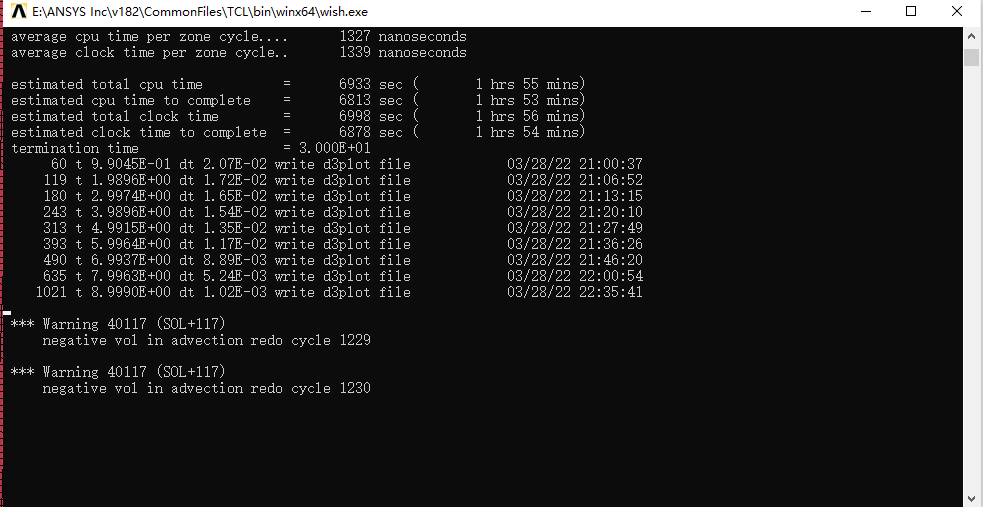 E:\ANSYS Inc\v182\CommonFiles\TCL\bin\winx64\wish.exe
average cpu time per zone cycle.... 1327 nanoseconds
average clock time per zone cycle.. 1339 nanoseconds
estimated total cpu time = 6933 sec ( 1 hrs 55 mins)
estimated cpu time to complete = 6813 sec ( 1 hrs 53 mins)
estimated total clock time = 6998 sec ( 1 hrs 56 mins)
estimated clock time to complete = 6878 sec ( 1 hrs 54 mins)
termination time = 3.000E+01
60 t 9.9045E-01 dt 2.07E-02 write d3plot file 03/28/22 21:00:37
119 t 1.9896E+00 dt 1.72E-02 write d3plot file 03/28/22 21:06:52
180 t 2.9974E+00 dt 1.65E-02 write d3plot file 03/28/22 21:13:15
243 t 3.9896E+00 dt 1.54E-02 write d3plot file 03/28/22 21:20:10
313 t 4.9915E+00 dt 1.35E-02 write d3plot file 03/28/22 21:27:49
393 t 5.9964E+00 dt 1.17E-02 write d3plot file 03/28/22 21:36:26
490 t 6.9937E+00 dt 8.89E-03 write d3plot file 03/28/22 21:46:20
635 t 7.9963E+00 dt 5.24E-03 write d3plot file 03/28/22 22:00:54
1021 t 8.9990E+00 dt 1.02E-03 write d3plot file 03/28/22 22:35:41
*** Warning 40117 (SOL+117)
negative vol in advection redo cycle 1229
*** Warning 40117 (SOL+117)
negative vol in advection redo cycle 1230